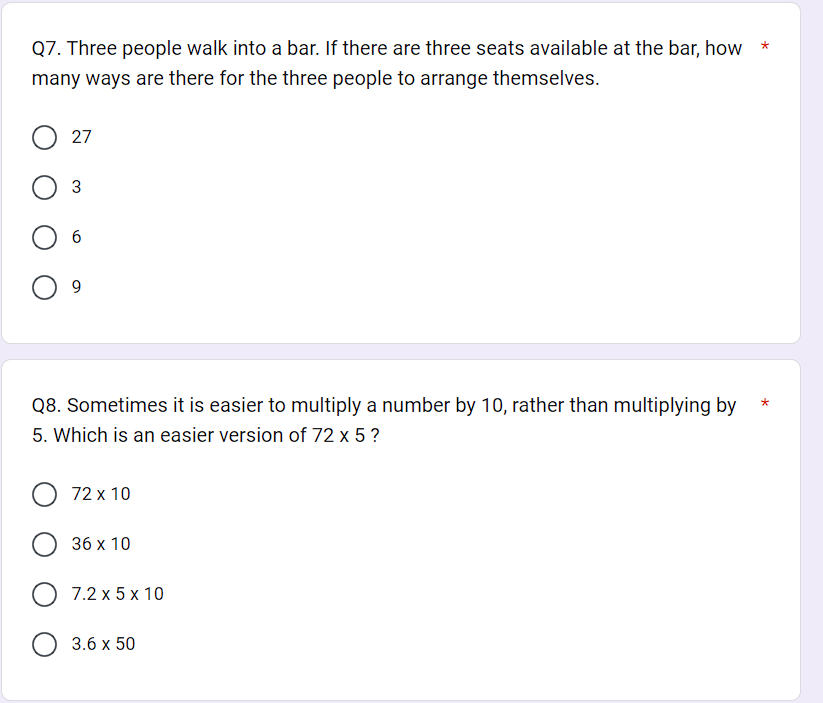 Q7. Three people walk into a bar. If there are three seats available at the bar, how *
many ways are there for the three people to arrange themselves.
27
3
6
9
Q8. Sometimes it is easier to multiply a number by 10, rather than multiplying by *
5. Which is an easier version of 72 x 5 ?
72 x 10
36 x 10
7.2 x 5 x 10
3.6 x 50